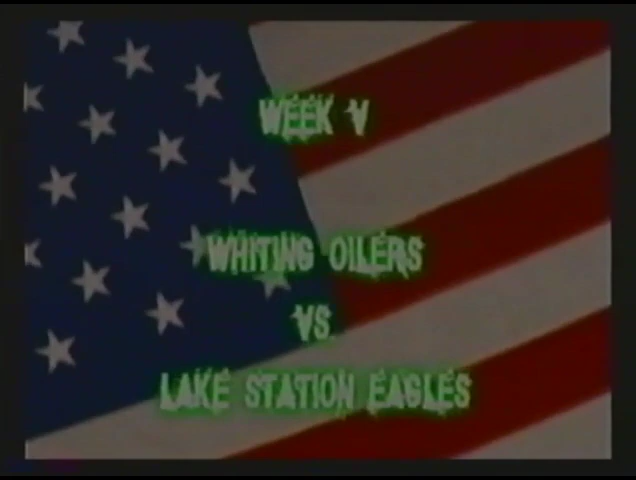 WEEK V
WHITING OILERS
VS.
LAKE STATION EAGLES